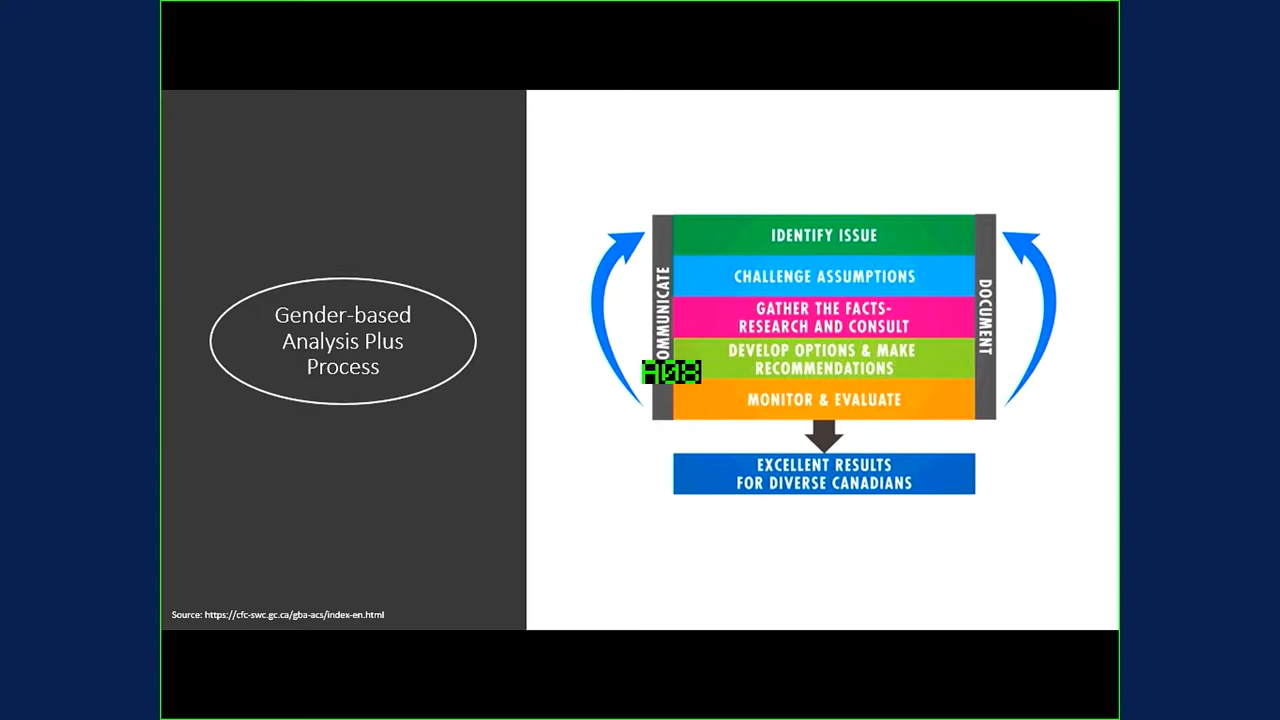 Gender-based
Analysis Plus
Process
Source: https://cfc-swc.gc.ca/gba-acs/index-en.html
IDENTIFY ISSUE
CHALLENGE ASSUMPTIONS
GATHER THE FACTS-
RESEARCH AND CONSULT
DEVELOP OPTIONS & MAKE
RECOMMENDATIONS
MONITOR & EVALUATE
OMMUNICATE
DOCUMENT
A08
EXCELLENT RESULTS
FOR DIVERSE CANADIANS